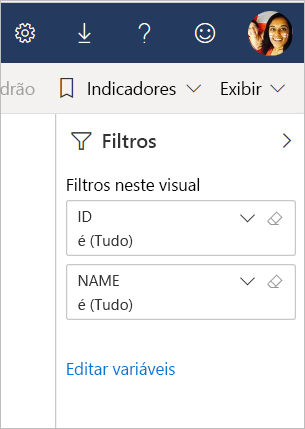 drão Indicadores Exibir
Filtros
Filtros neste visual
ID
é (Tudo)
NAME
é (Tudo)
Editar variáveis